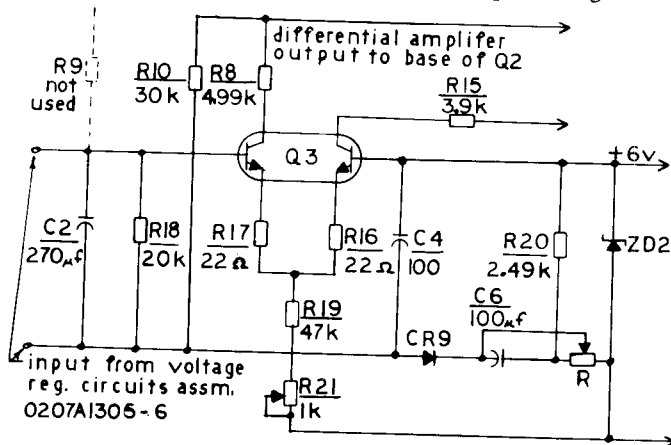 differential amplifer
output to base of Q2
R9
not
used
R10
30k
R8
4.99k
R15
3.9k
Q3
+6v
C2
270μf
R18
20k
R17
22Ω
R16
22Ω
C4
100
R20
2.49k
ZD2
R19
47k
C6
100μf
CR9
R
input from voltage
reg. circuits assm.
0207A1305-6
R21
1k